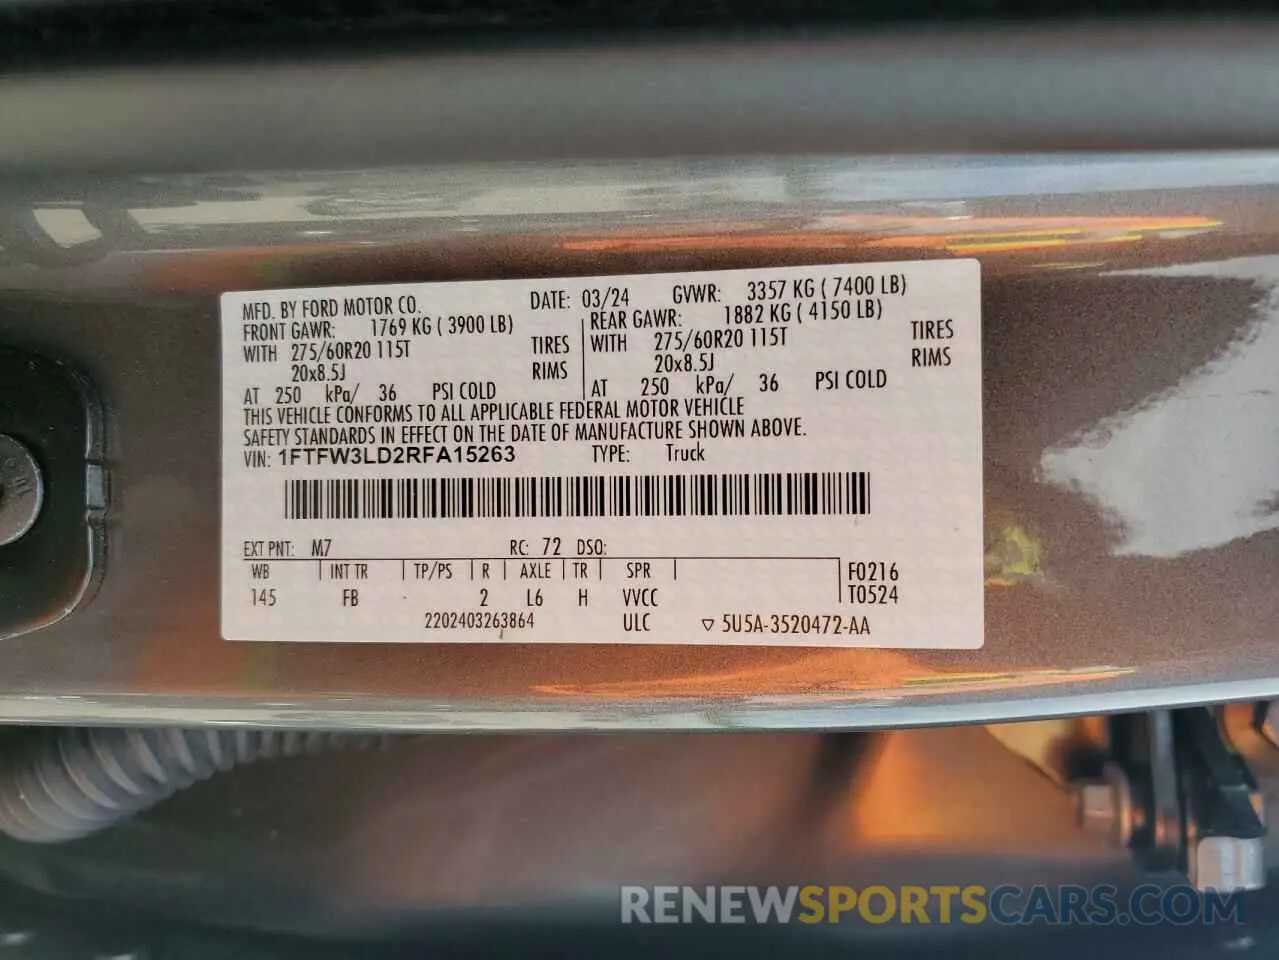 MFD. BY FORD MOTOR CO. DATE: 03/24 GVWR: 3357 KG ( 7400 LB)
FRONT GAWR: 1769 KG ( 3900 LB) REAR GAWR: 1882 KG ( 4150 LB)
WITH 275/60R20 115T TIRES WITH 275/60R20 115T TIRES
20x8.5J RIMS 20x8.5J RIMS
AT 250 kPa/ 36 PSI COLD AT 250 kPa/ 36 PSI COLD
THIS VEHICLE CONFORMS TO ALL APPLICABLE FEDERAL MOTOR VEHICLE
SAFETY STANDARDS IN EFFECT ON THE DATE OF MANUFACTURE SHOWN ABOVE.
VIN: 1FTFW3LD2RFA15263 TYPE: Truck
EXT PNT: M7 RC: 72 DSO:
WB INT TR TP/PS R AXLE TR SPR F0216
145 FB 2 L6 H VVCC T0524
2202403263864 ULC ▽ 5U5A-3520472-AA
RENEWSPORTSCARS.COM